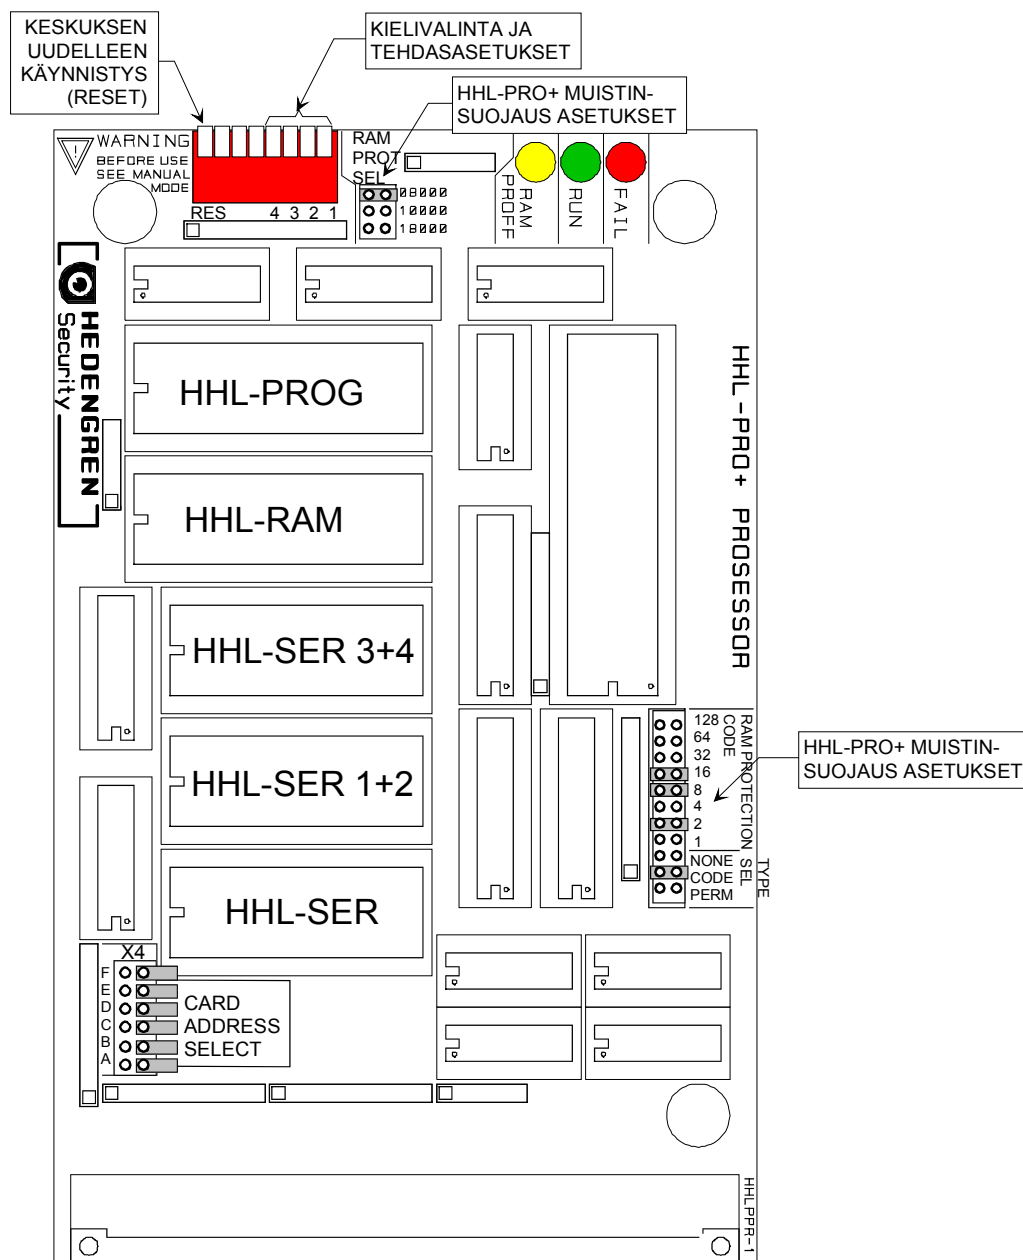 KESKUKSEN
UUDELLEEN
KÄYNNISTYS
(RESET)
KIELIVALINTA JA
TEHDASASETUKSET
HHL-PRO+ MUISTIN-
SUOJAUS ASETUKSET
WARNING
BEFORE USE
SEE MANUAL
MODE
RES 4 3 2 1
RAM
PROT
SEL
08000
10000
18000
RAM
PROFF
RUN
FAIL
HEDENGREN
Security
HHL-PROG
HHL-RAM
HHL-SER 3+4
HHL-SER 1+2
HHL-SER
HHL-PRO+ PROSESSOR
128
64
32
16
8
4
2
1
CODE
NONE
CODE
PERM
RAM PROTECTION SEL
TYPE
HHL-PRO+ MUISTIN-
SUOJAUS ASETUKSET
X4
F
E
D
C
B
A
CARD
ADDRESS
SELECT
HHLPPR-1